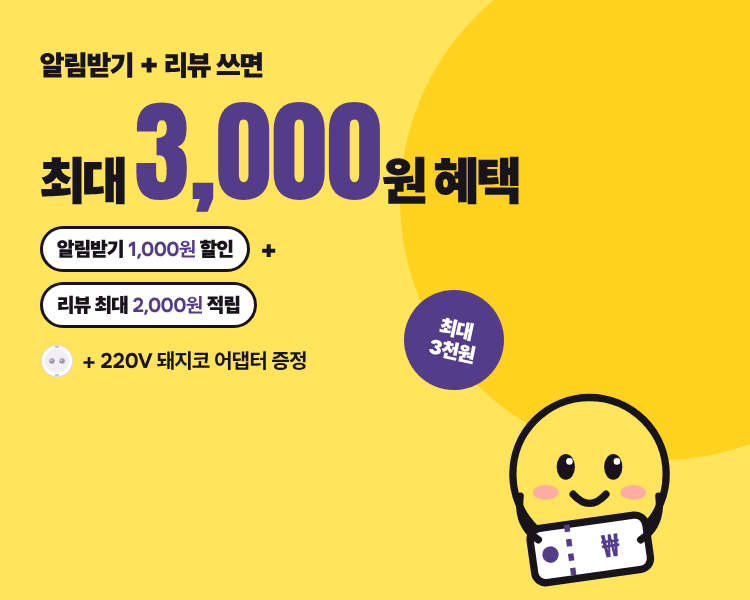 알림받기 + 리뷰 쓰면
최대 3,000원 혜택
알림받기 1,000원 할인 +
리뷰 최대 2,000원 적립
+ 220V 돼지코 어댑터 증정
최대
3천원
₩